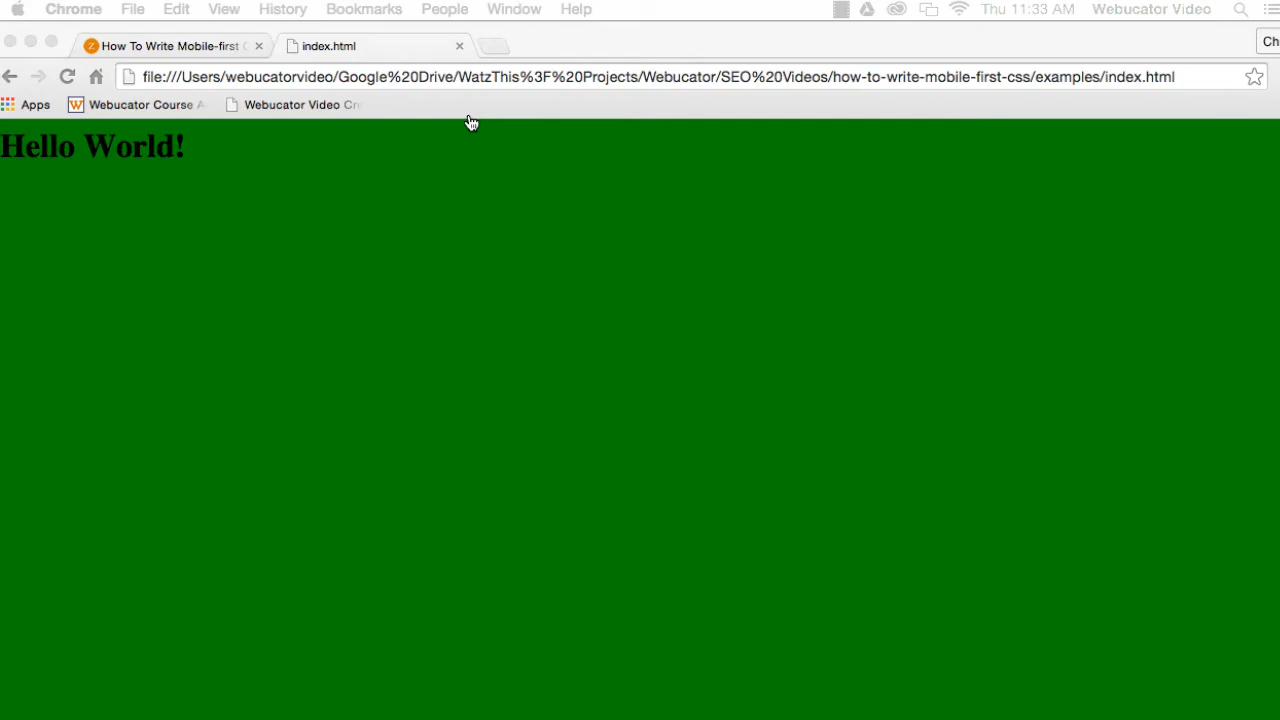 Chrome File Edit View History Bookmarks People Window Help Thu 11:33 AM Webucator Video
How To Write Mobile-first index.html Ch
file:///Users/webucatorvideo/Google%20Drive/WatzThis%3F%20Projects/Webucator/SEO%20Videos/how-to-write-mobile-first-css/examples/index.html
Apps Webucator Course A Webucator Video Cr
Hello World!